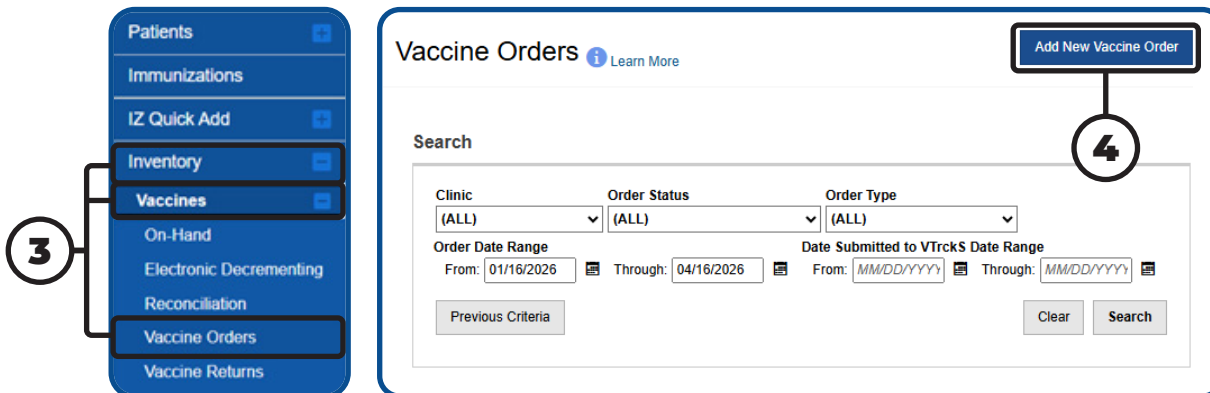 Patients
Immunizations
IZ Quick Add
Inventory
Vaccines
On-Hand
Electronic Decrementing
Reconciliation
Vaccine Orders
Vaccine Returns
3
Vaccine Orders i Learn More
Add New Vaccine Order
4
Search
Clinic Order Status Order Type
(ALL) (ALL) (ALL)
Order Date Range Date Submitted to VTrckS Date Range
From: 01/16/2026 Through: 04/16/2026 From: MM/DD/YYYY Through: MM/DD/YYYY
Previous Criteria Clear Search